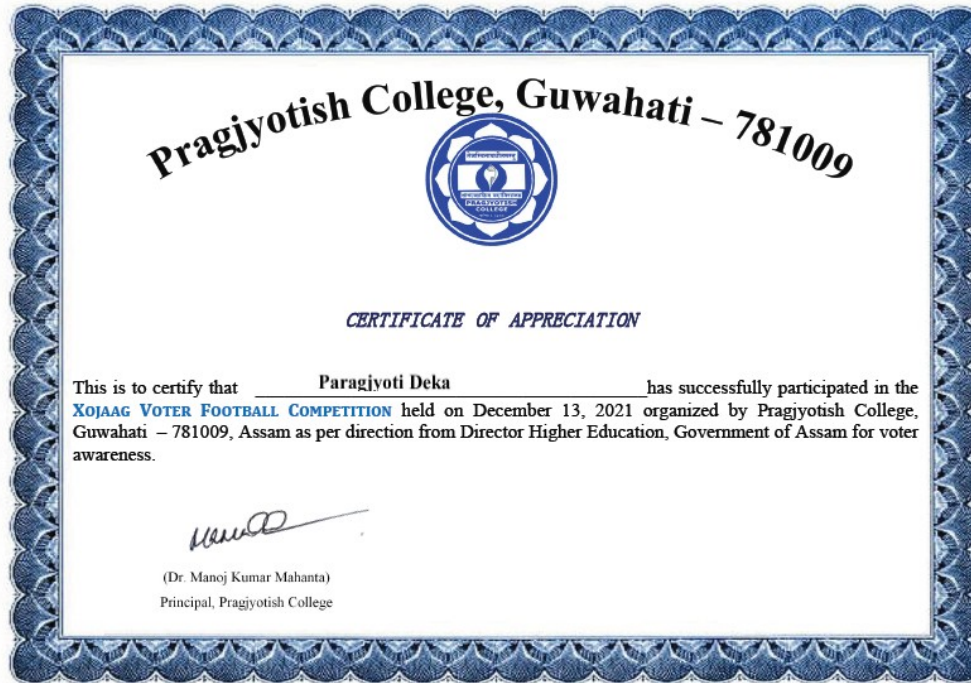 Pragjyotish College, Guwahati – 781009
PRAGJYOTISH
COLLEGE
CERTIFICATE OF APPRECIATION
This is to certify that Paragjyoti Deka has successfully participated in the
XOJAAG VOTER FOOTBALL COMPETITION held on December 13, 2021 organized by Pragjyotish College,
Guwahati – 781009, Assam as per direction from Director Higher Education, Government of Assam for voter
awareness.
(Dr. Manoj Kumar Mahanta)
Principal, Pragjyotish College